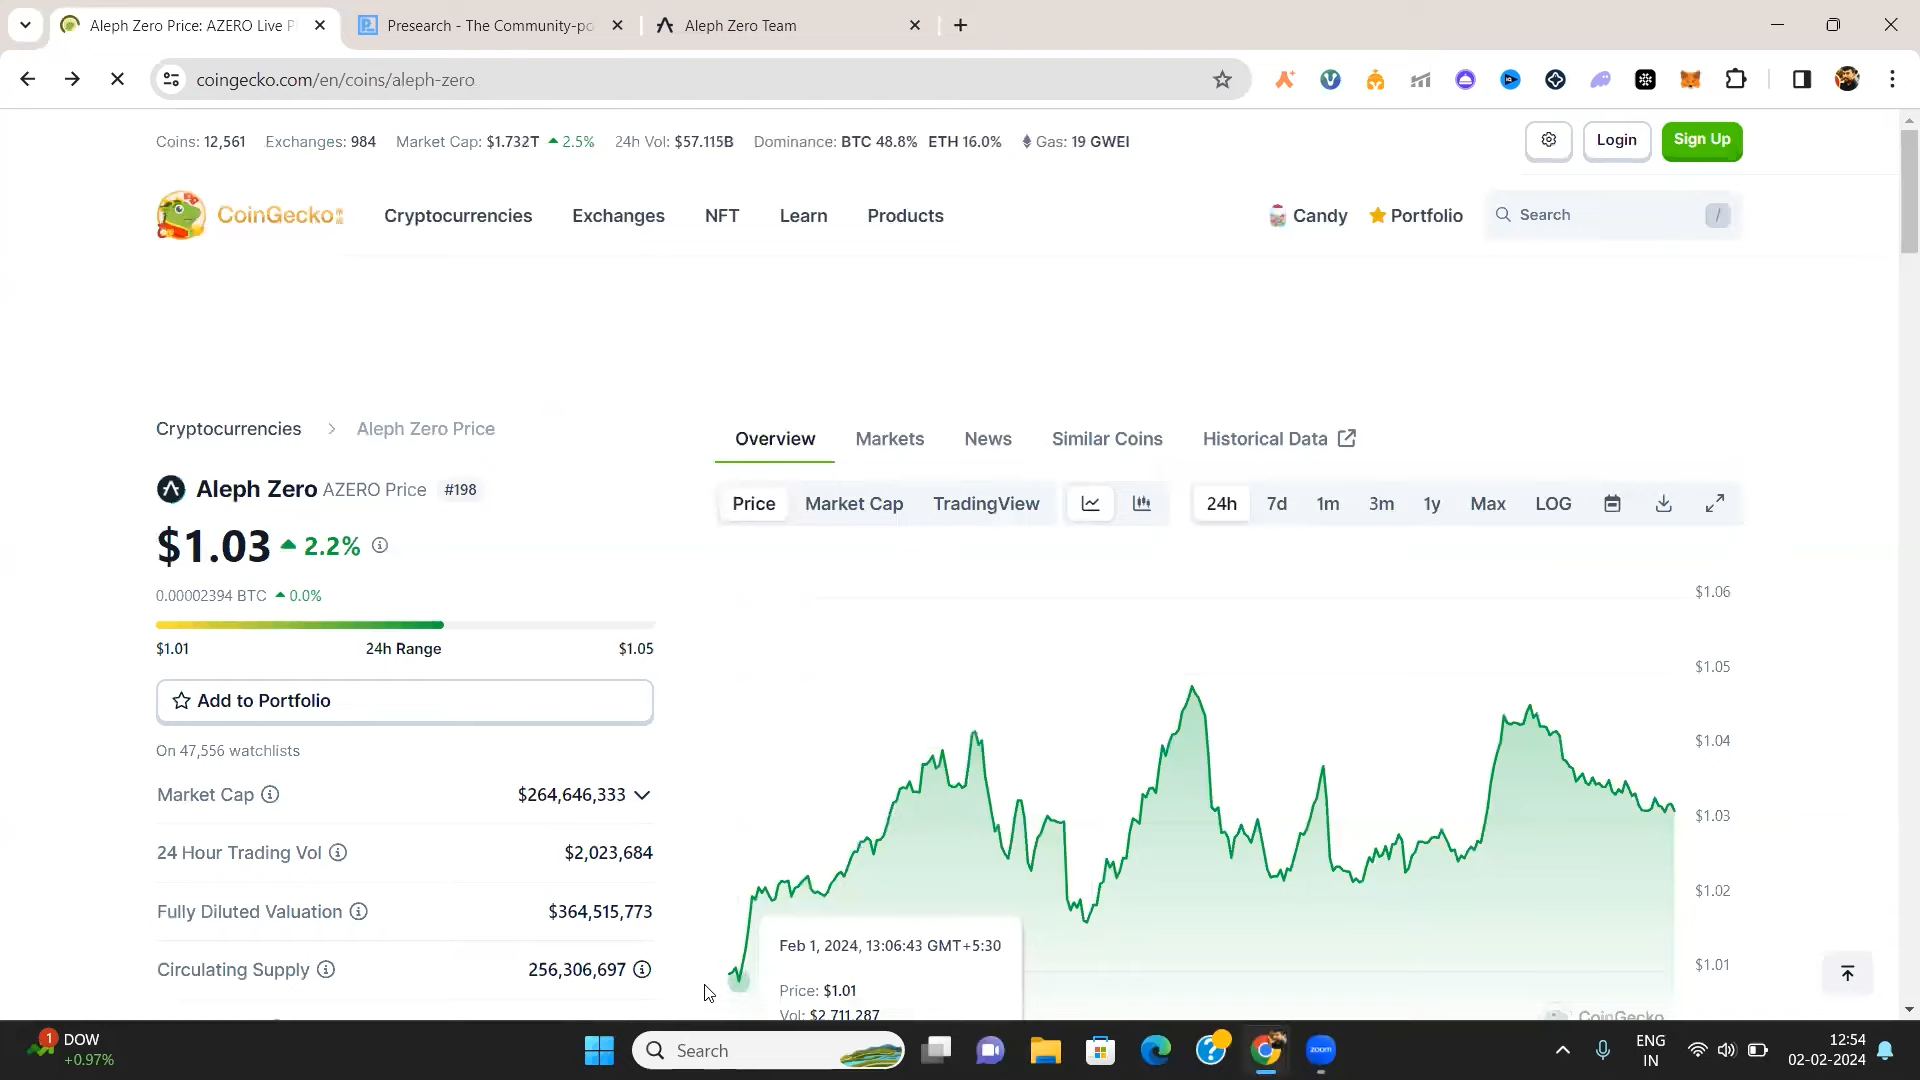 Aleph Zero Price: AZERO Live P
Presearch - The Community-po
Aleph Zero Team
coingecko.com/en/coins/aleph-zero
Coins: 12,561 Exchanges: 984 Market Cap: $1.732T 2.5% 24h Vol: $57.115B Dominance: BTC 48.8% ETH 16.0% Gas: 19 GWEI
Login
Sign Up
CoinGecko
Cryptocurrencies Exchanges NFT Learn Products
Candy Portfolio
Search /
Cryptocurrencies > Aleph Zero Price
Overview Markets News Similar Coins Historical Data
Aleph Zero AZERO Price #198
Price Market Cap TradingView
24h 7d 1m 3m 1y Max LOG
$1.03 2.2%
0.00002394 BTC 0.0%
$1.01 24h Range $1.05
Add to Portfolio
On 47,556 watchlists
Market Cap $264,646,333
24 Hour Trading Vol $2,023,684
Fully Diluted Valuation $364,515,773
Circulating Supply 256,306,697
$1.06
$1.05
$1.04
$1.03
$1.02
$1.01
Feb 1, 2024, 13:06:43 GMT+5:30
Price: $1.01
Vol: $2,711,287
CoinGecko
1
DOW
+0.97%
Search
zoom
ENG
IN
12:54
02-02-2024